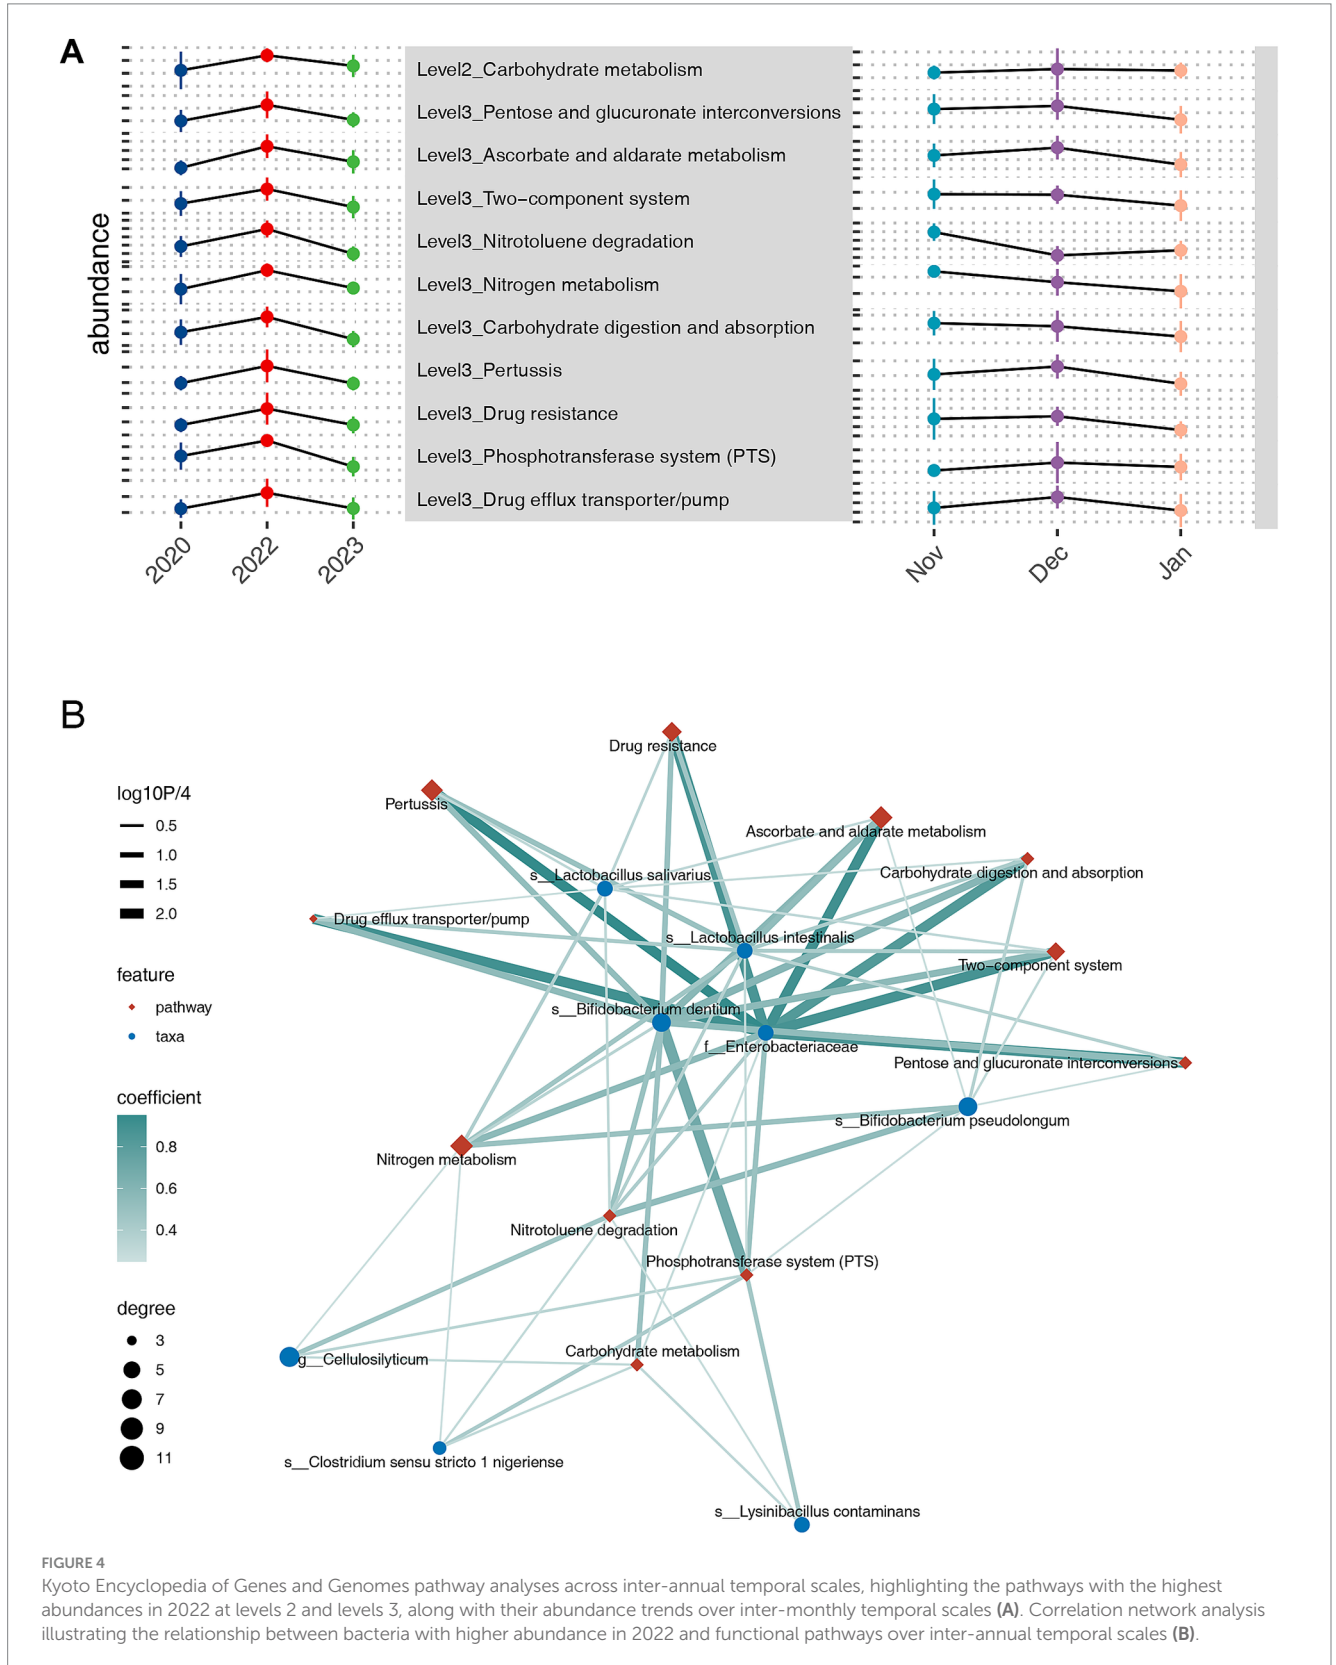 A
abundance
Level2_Carbohydrate metabolism
Level3_Pentose and glucuronate interconversions
Level3_Ascorbate and aldarate metabolism
Level3_Two−component system
Level3_Nitrotoluene degradation
Level3_Nitrogen metabolism
Level3_Carbohydrate digestion and absorption
Level3_Pertussis
Level3_Drug resistance
Level3_Phosphotransferase system (PTS)
Level3_Drug efflux transporter/pump
2020
2022
2023
Nov
Dec
Jan
B
log10P/4
0.5
1.0
1.5
2.0
feature
pathway
taxa
coefficient
0.8
0.6
0.4
degree
3
5
7
9
11
Drug resistance
Pertussis
Ascorbate and aldarate metabolism
Carbohydrate digestion and absorption
s__Lactobacillus salivarius
Drug efflux transporter/pump
s__Lactobacillus intestinalis
Two−component system
s__Bifidobacterium dentium
f__Enterobacteriaceae
Pentose and glucuronate interconversions
s__Bifidobacterium pseudolongum
Nitrogen metabolism
Nitrotoluene degradation
Phosphotransferase system (PTS)
Carbohydrate metabolism
g__Cellulosilyticum
s__Clostridium sensu stricto 1 nigeriense
s__Lysinibacillus contaminans
FIGURE 4
Kyoto Encyclopedia of Genes and Genomes pathway analyses across inter-annual temporal scales, highlighting the pathways with the highest
abundances in 2022 at levels 2 and levels 3, along with their abundance trends over inter-monthly temporal scales (A). Correlation network analysis
illustrating the relationship between bacteria with higher abundance in 2022 and functional pathways over inter-annual temporal scales (B).